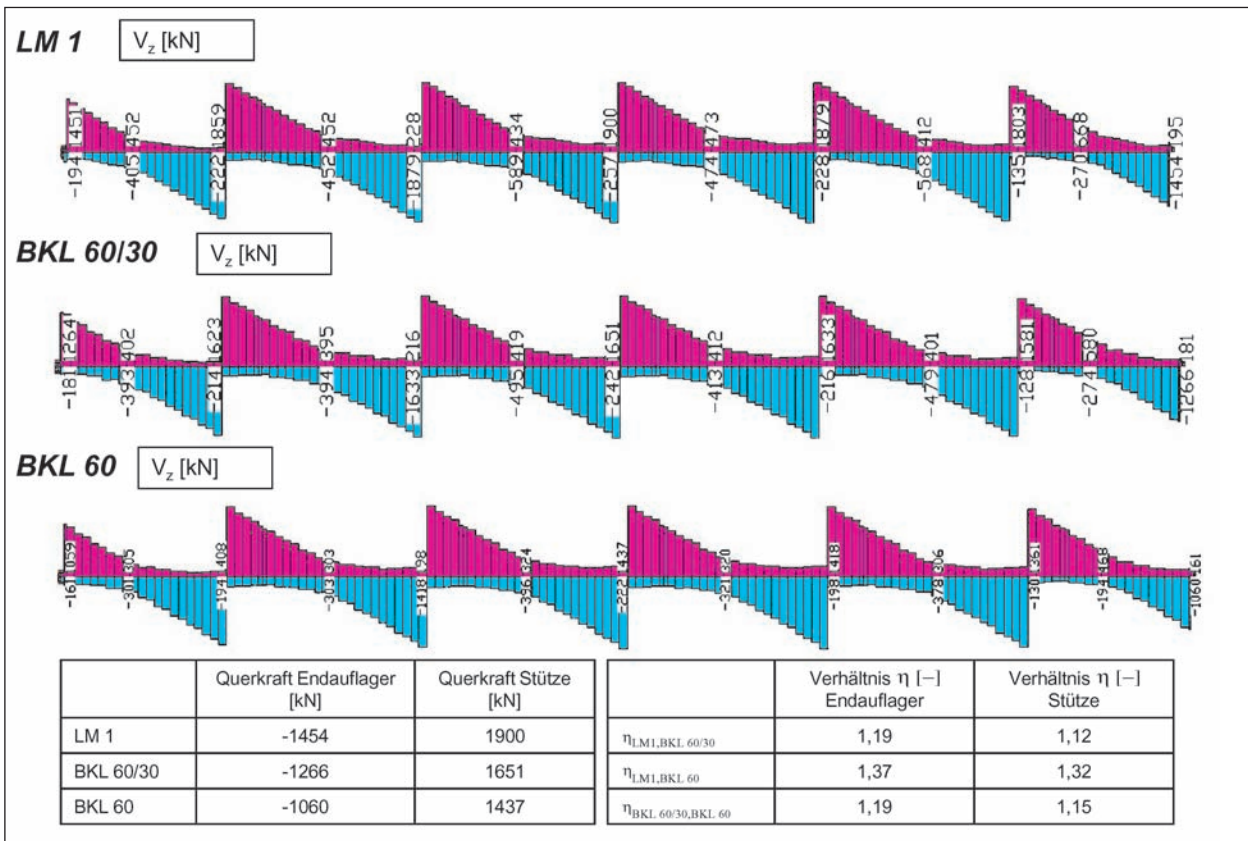 LM 1 V_z [kN]
-194 1451 -405 452 -222 1859 -452 452 -1879 228 -589 434 -257 1900 -474 473 -228 1879 -568 412 -135 1803 -270 668 -1454 195
BKL 60/30 V_z [kN]
-181 1264 -393 402 -214 1623 -394 395 -1633 216 -495 419 -242 1651 -413 412 -216 1633 -479 401 -128 1581 -274 580 -1266 181
BKL 60 V_z [kN]
-161 1059 -301 305 -194 1408 -303 303 -1418 198 -356 324 -222 1437 -321 320 -198 1418 -378 306 -130 1361 -194 468 -1060 161
Querkraft Endauflager [kN] Querkraft Stütze [kN]
LM 1 -1454 1900
BKL 60/30 -1266 1651
BKL 60 -1060 1437
Verhältnis η [−] Endauflager Verhältnis η [−] Stütze
η_LM1,BKL 60/30 1,19 1,12
η_LM1,BKL 60 1,37 1,32
η_BKL 60/30,BKL 60 1,19 1,15